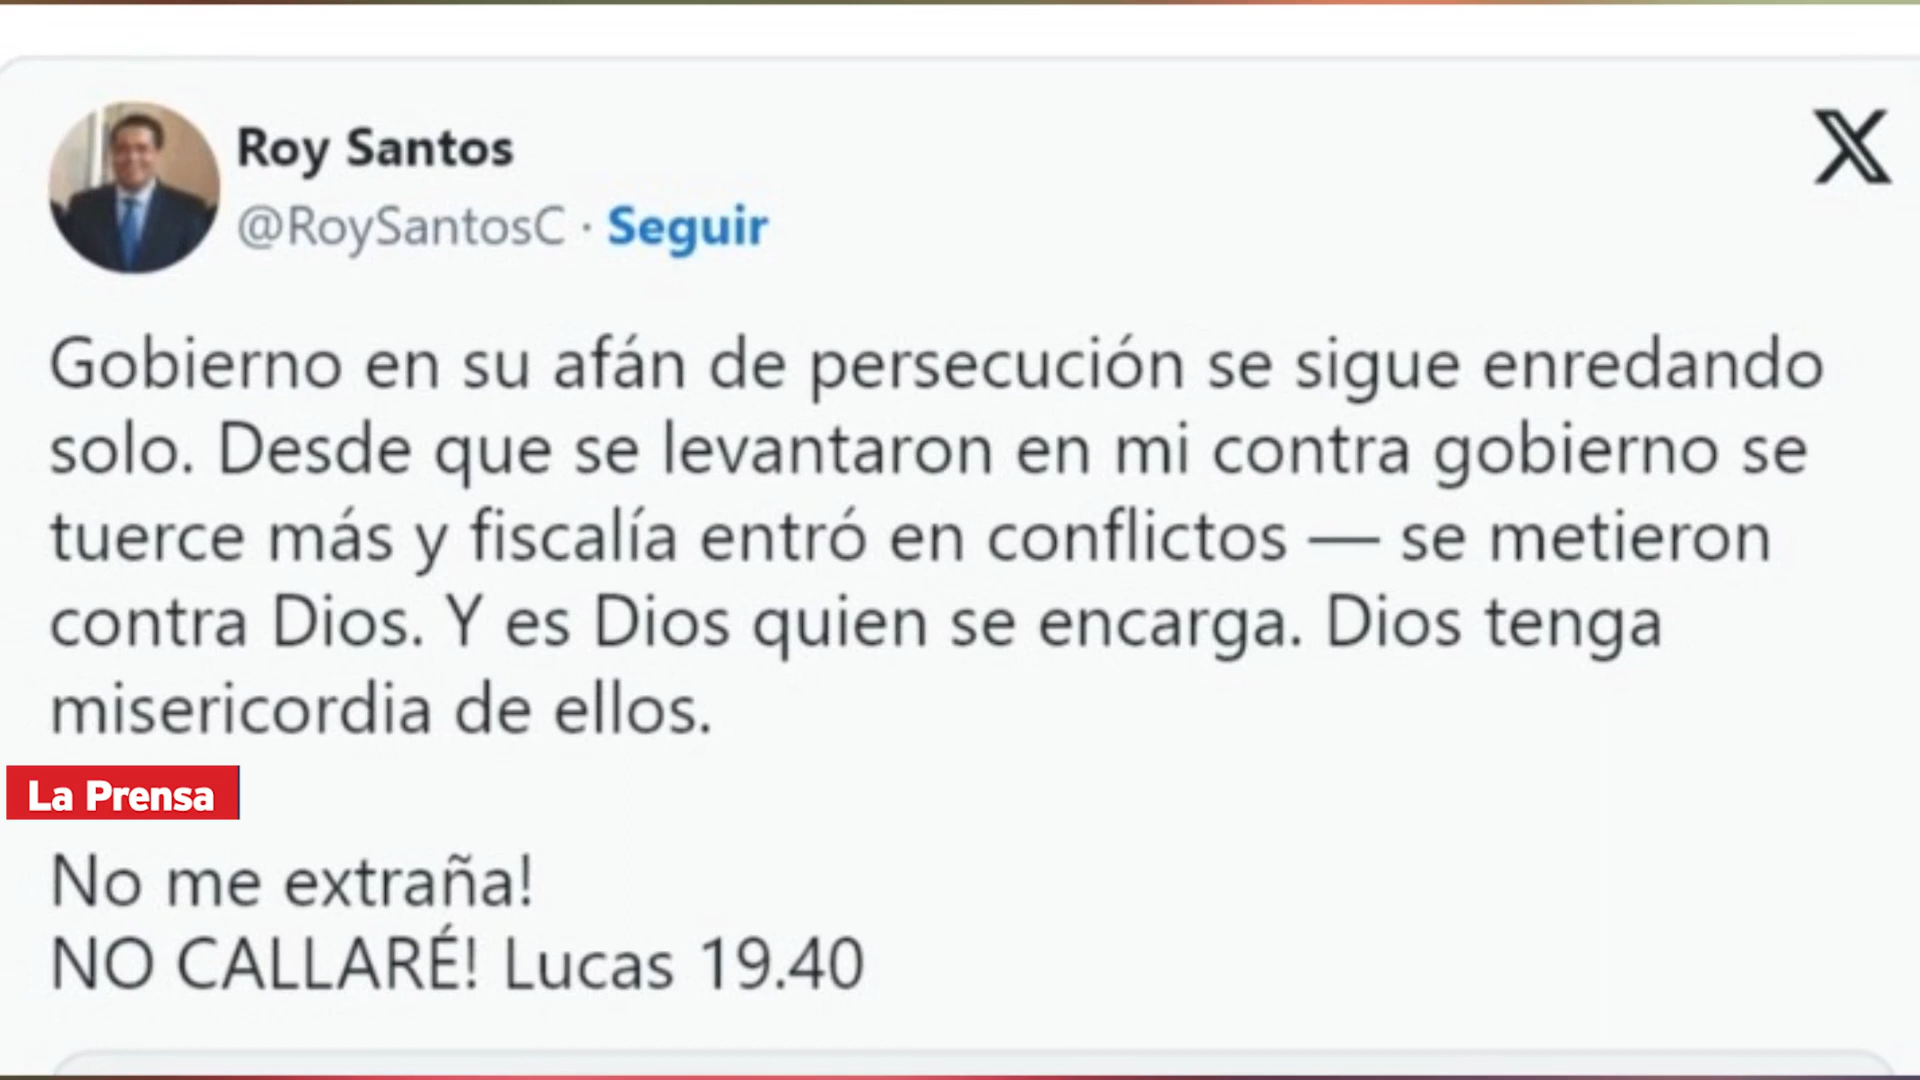 Roy Santos
@RoySantosC · Seguir
X
Gobierno en su afán de persecución se sigue enredando
solo. Desde que se levantaron en mi contra gobierno se
tuerce más y fiscalía entró en conflictos — se metieron
contra Dios. Y es Dios quien se encarga. Dios tenga
misericordia de ellos.
La Prensa
No me extraña!
NO CALLARÉ! Lucas 19.40